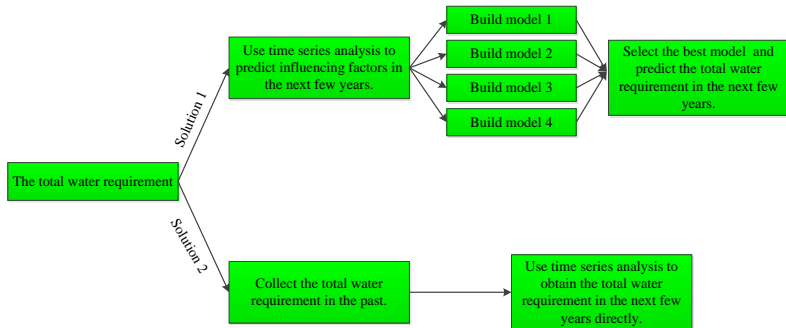 Build model 1
Use time series analysis to
predict influencing factors in
the next few years.
Build model 2
Build model 3
Build model 4
Select the best model and
predict the total water
requirement in the next few
years.
Solution 1
The total water requirement
Solution 2
Collect the total water
requirement in the past.
Use time series analysis to
obtain the total water
requirement in the next few
years directly.